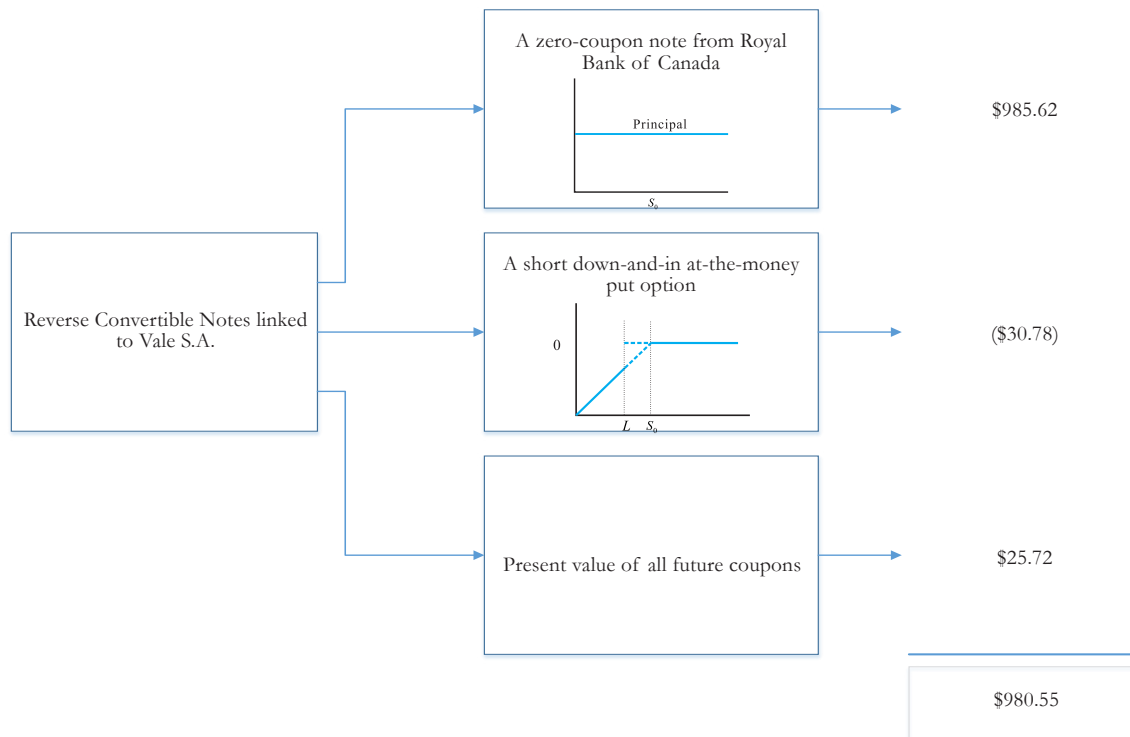 A zero-coupon note from Royal
Bank of Canada
Principal
S₀
$985.62
Reverse Convertible Notes linked
to Vale S.A.
A short down-and-in at-the-money
put option
0
L S₀
($30.78)
Present value of all future coupons
$25.72
$980.55